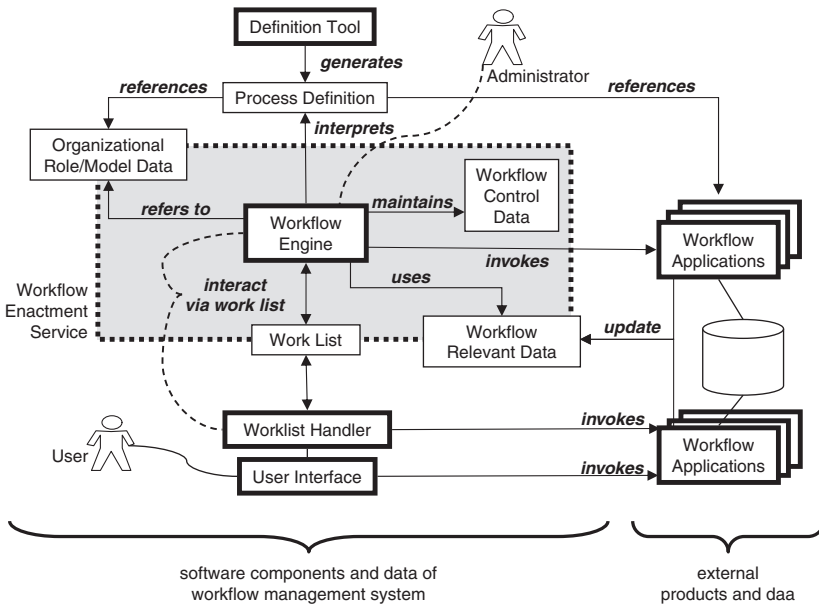 Definition Tool
generates
Administrator
references
Process Definition
references
interprets
Organizational
Role/Model Data
Workflow
Control
Data
maintains
refers to
Workflow
Engine
Workflow
Applications
invokes
interact
via work list
uses
Workflow
Enactment
Service
Work List
Workflow
Relevant Data
update
Worklist Handler
invokes
Workflow
Applications
User
User Interface
invokes
software components and data of
workflow management system
external
products and daa